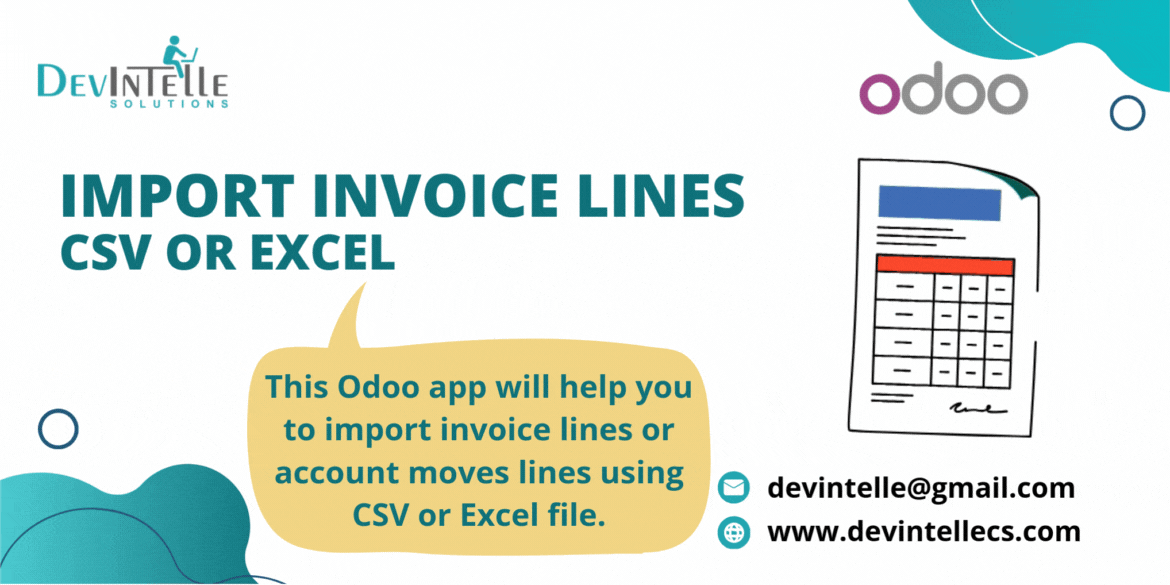 DEVINTELLE
SOLUTIONS
odoo
IMPORT INVOICE LINES
CSV OR EXCEL
This Odoo app will help you
to import invoice lines or
account moves lines using
CSV or Excel file.
devintelle@gmail.com
www.devintellecs.com